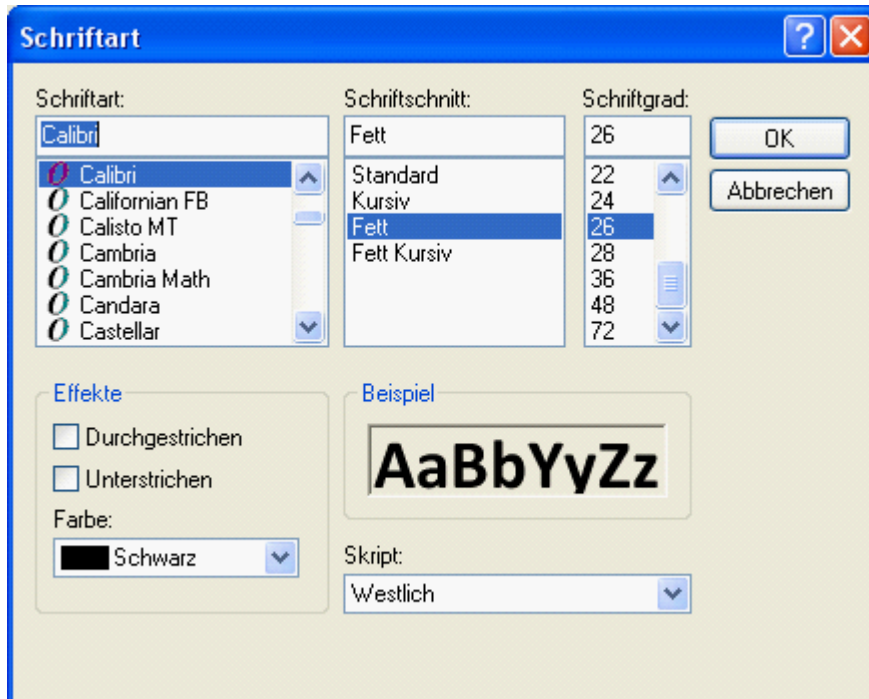 Schriftart
Schriftart: Schriftschnitt: Schriftgrad:
Calibri Fett 26 OK
Calibri Standard 22 Abbrechen
Californian FB Kursiv 24
Calisto MT Fett 26
Cambria Fett Kursiv 28
Cambria Math 36
Candara 48
Castellar 72
Effekte Beispiel
Durchgestrichen
Unterstrichen
AaBbYyZz
Farbe:
Schwarz
Skript:
Westlich